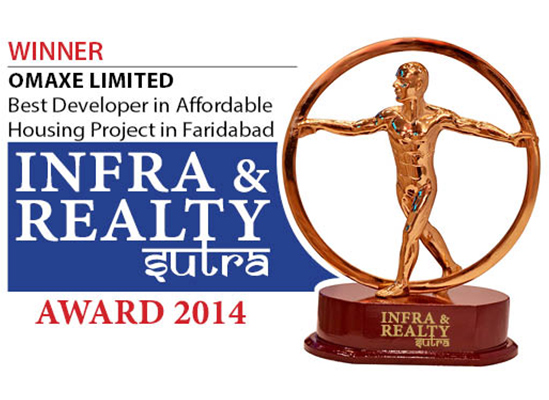 WINNER
OMAXE LIMITED
Best Developer in Affordable
Housing Project in Faridabad
INFRA &
REALTY
sutra
AWARD 2014
INFRA &
REALTY
sutra